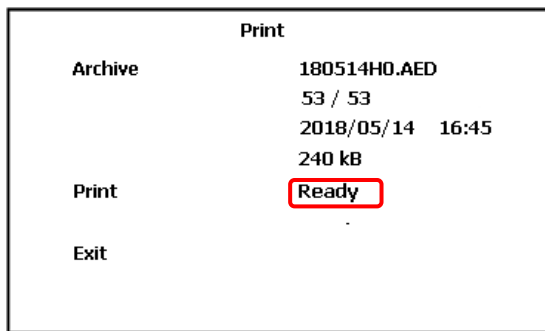 Print
Archive 180514H0.AED
53 / 53
2018/05/14 16:45
240 kB
Print Ready
Exit